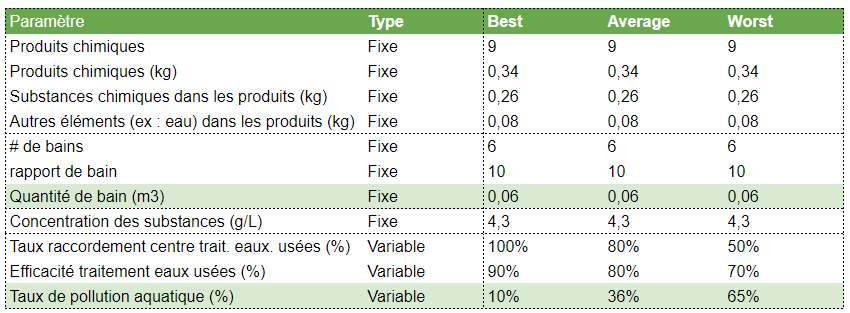 Paramètre Type Best Average Worst
Produits chimiques Fixe 9 9 9
Produits chimiques (kg) Fixe 0,34 0,34 0,34
Substances chimiques dans les produits (kg) Fixe 0,26 0,26 0,26
Autres éléments (ex : eau) dans les produits (kg) Fixe 0,08 0,08 0,08
# de bains Fixe 6 6 6
rapport de bain Fixe 10 10 10
Quantité de bain (m3) Fixe 0,06 0,06 0,06
Concentration des substances (g/L) Fixe 4,3 4,3 4,3
Taux raccordement centre trait. eaux. usées (%) Variable 100% 80% 50%
Efficacité traitement eaux usées (%) Variable 90% 80% 70%
Taux de pollution aquatique (%) Variable 10% 36% 65%